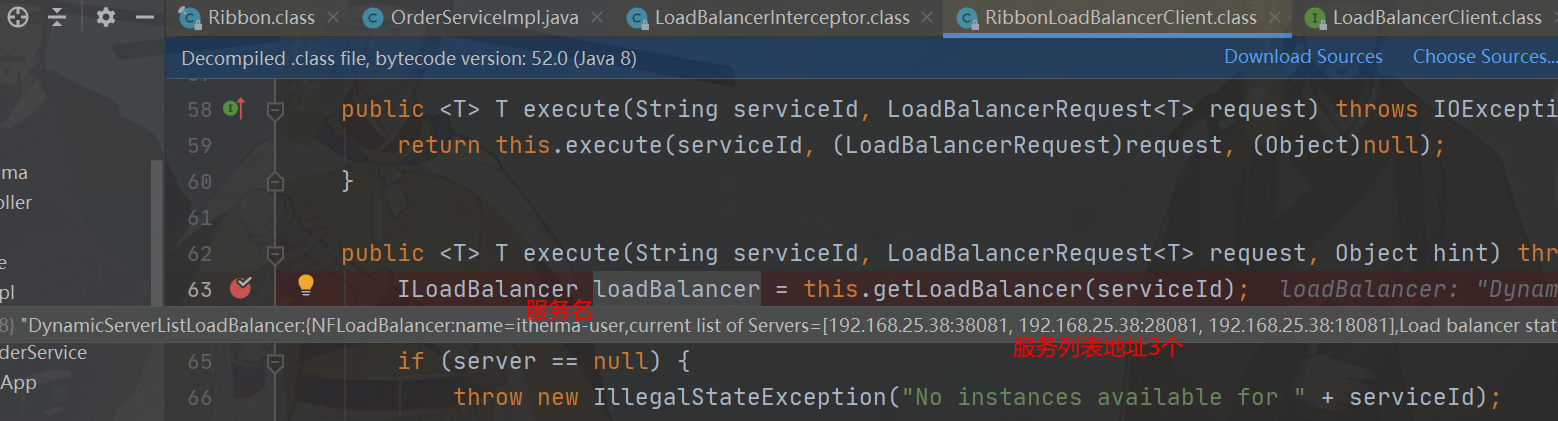 Ribbon.class OrderServiceImpl.java LoadBalancerInterceptor.class RibbonLoadBalancerClient.class LoadBalancerClient.class
Decompiled .class file, bytecode version: 52.0 (Java 8) Download Sources Choose Sources...
58 public <T> T execute(String serviceId, LoadBalancerRequest<T> request) throws IOExcepti
59 return this.execute(serviceId, (LoadBalancerRequest)request, (Object)null);
60 }
61
62 public <T> T execute(String serviceId, LoadBalancerRequest<T> request, Object hint) thr
63 ILoadBalancer loadBalancer = this.getLoadBalancer(serviceId); loadBalancer: "Dynam
服务名
8} "DynamicServerListLoadBalancer:{NFLoadBalancer:name=itheima-user,current list of Servers=[192.168.25.38:38081, 192.168.25.38:28081, 192.168.25.38:18081],Load balancer stat
服务列表地址3个
65 if (server == null) {
66 throw new IllegalStateException("No instances available for " + serviceId);
ma
oller
e
pl
derService
App